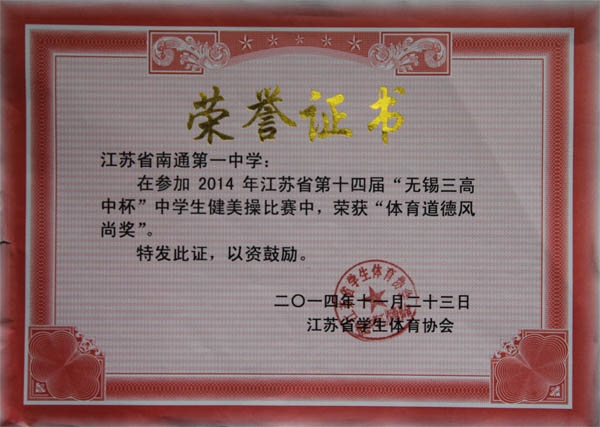 荣誉证书
江苏省南通第一中学：
在参加 2014 年江苏省第十四届“无锡三高
中杯”中学生健美操比赛中，荣获“体育道德风
尚奖”。
特发此证，以资鼓励。
二〇一四年十一月二十三日
江苏省学生体育协会